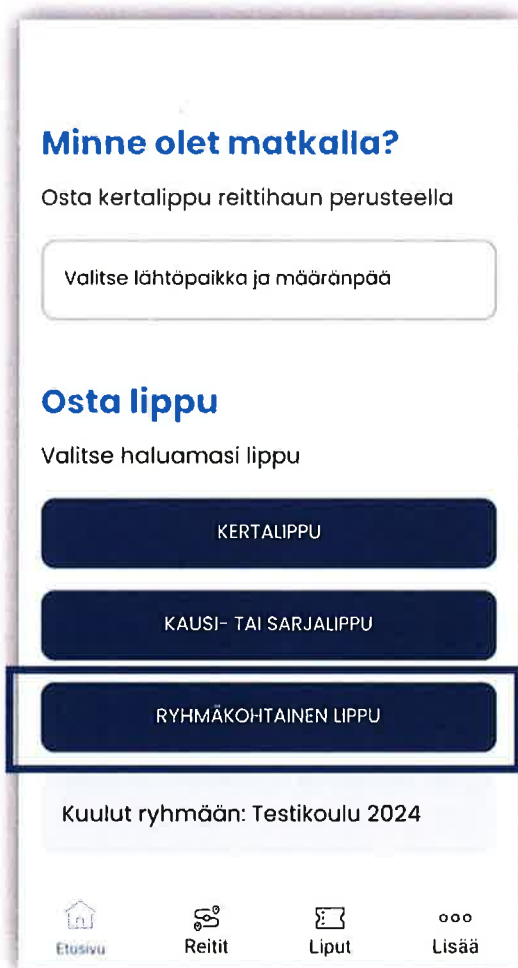 Minne olet matkalla?
Osta kertalippu reittihaun perusteella
Valitse lähtöpaikka ja määränpää
Osta lippu
Valitse haluamasi lippu
KERTALIPPU
KAUSI- TAI SARJALIPPU
RYHMÄKOHTAINEN LIPPU
Kuulut ryhmään: Testikoulu 2024
Etusivu Reitit Liput Lisää